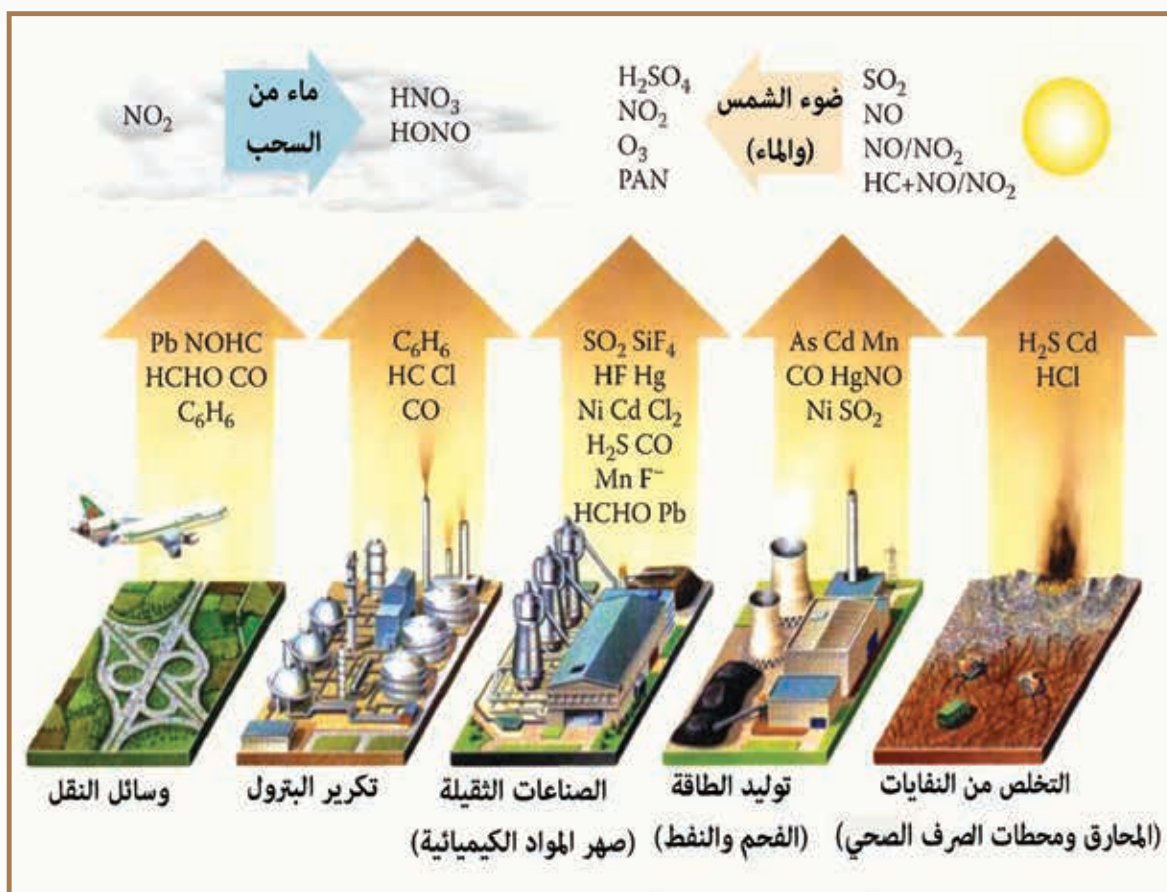 NO₂
ماء من
السحب
HNO₃
HONO
H₂SO₄
NO₂
O₃
PAN
ضوء الشمس
(والماء)
SO₂
NO
NO/NO₂
HC+NO/NO₂
Pb NOHC
HCHO CO
C₆H₆
C₆H₆
HC Cl
CO
SO₂ SiF₄
HF Hg
Ni Cd Cl₂
H₂S CO
Mn F⁻
HCHO Pb
As Cd Mn
CO HgNO
Ni SO₂
H₂S Cd
HCl
وسائل النقل
تكرير البترول
الصناعات الثقيلة
(صهر المواد الكيميائية)
توليد الطاقة
(الفحم والنفط)
التخلص من النفايات
(المحارق ومحطات الصرف الصحي)